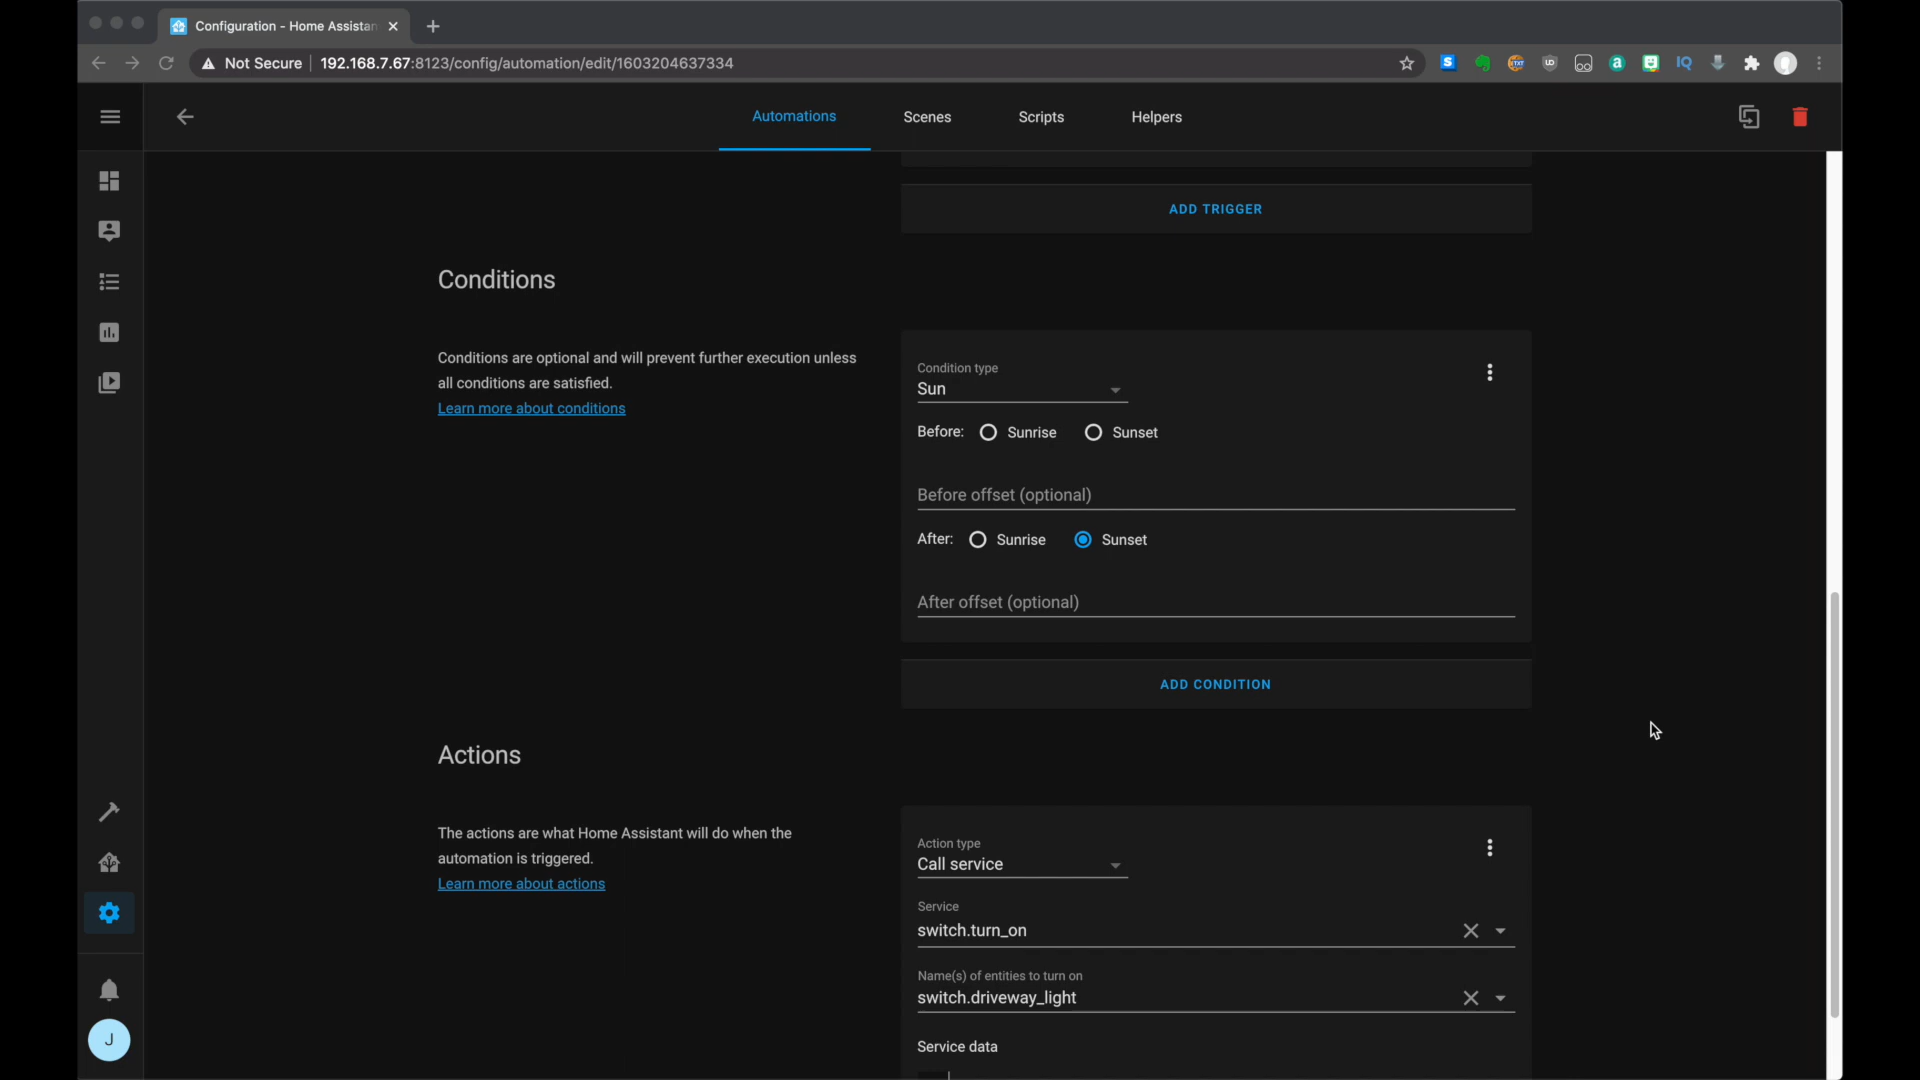 Configuration - Home Assistan
Not Secure
192.168.7.67:8123/config/automation/edit/1603204637334
Automations
Scenes
Scripts
Helpers
ADD TRIGGER
Conditions
Conditions are optional and will prevent further execution unless
all conditions are satisfied.
Learn more about conditions
Condition type
Sun
Before: Sunrise Sunset
Before offset (optional)
After: Sunrise Sunset
After offset (optional)
ADD CONDITION
Actions
The actions are what Home Assistant will do when the
automation is triggered.
Learn more about actions
Action type
Call service
Service
switch.turn_on
Name(s) of entities to turn on
switch.driveway_light
Service data
J